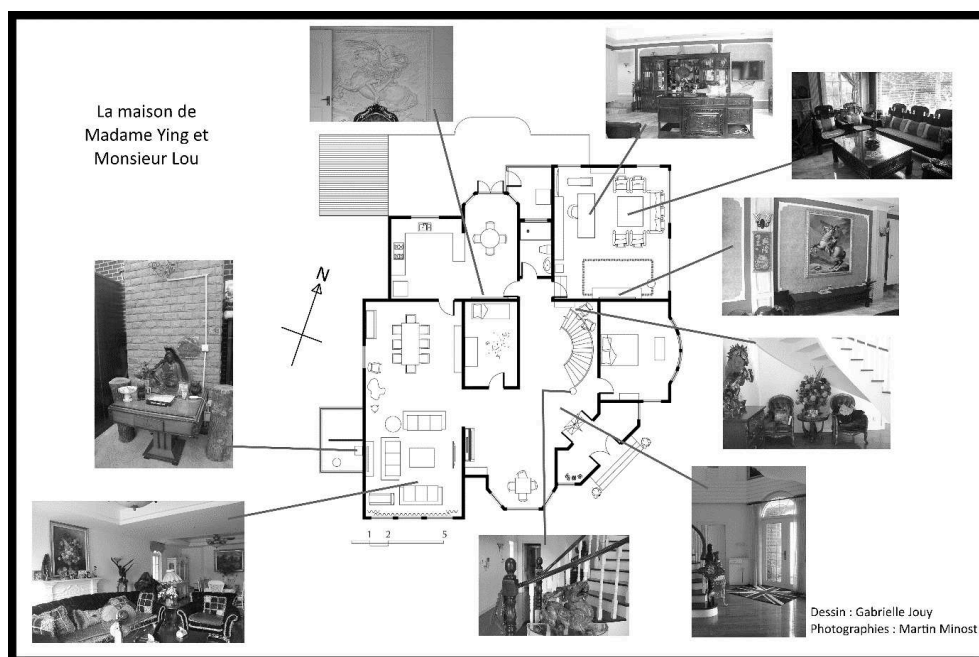 La maison de
Madame Ying et
Monsieur Lou
N
1 2 5
Dessin : Gabrielle Jouy
Photographies : Martin Minost